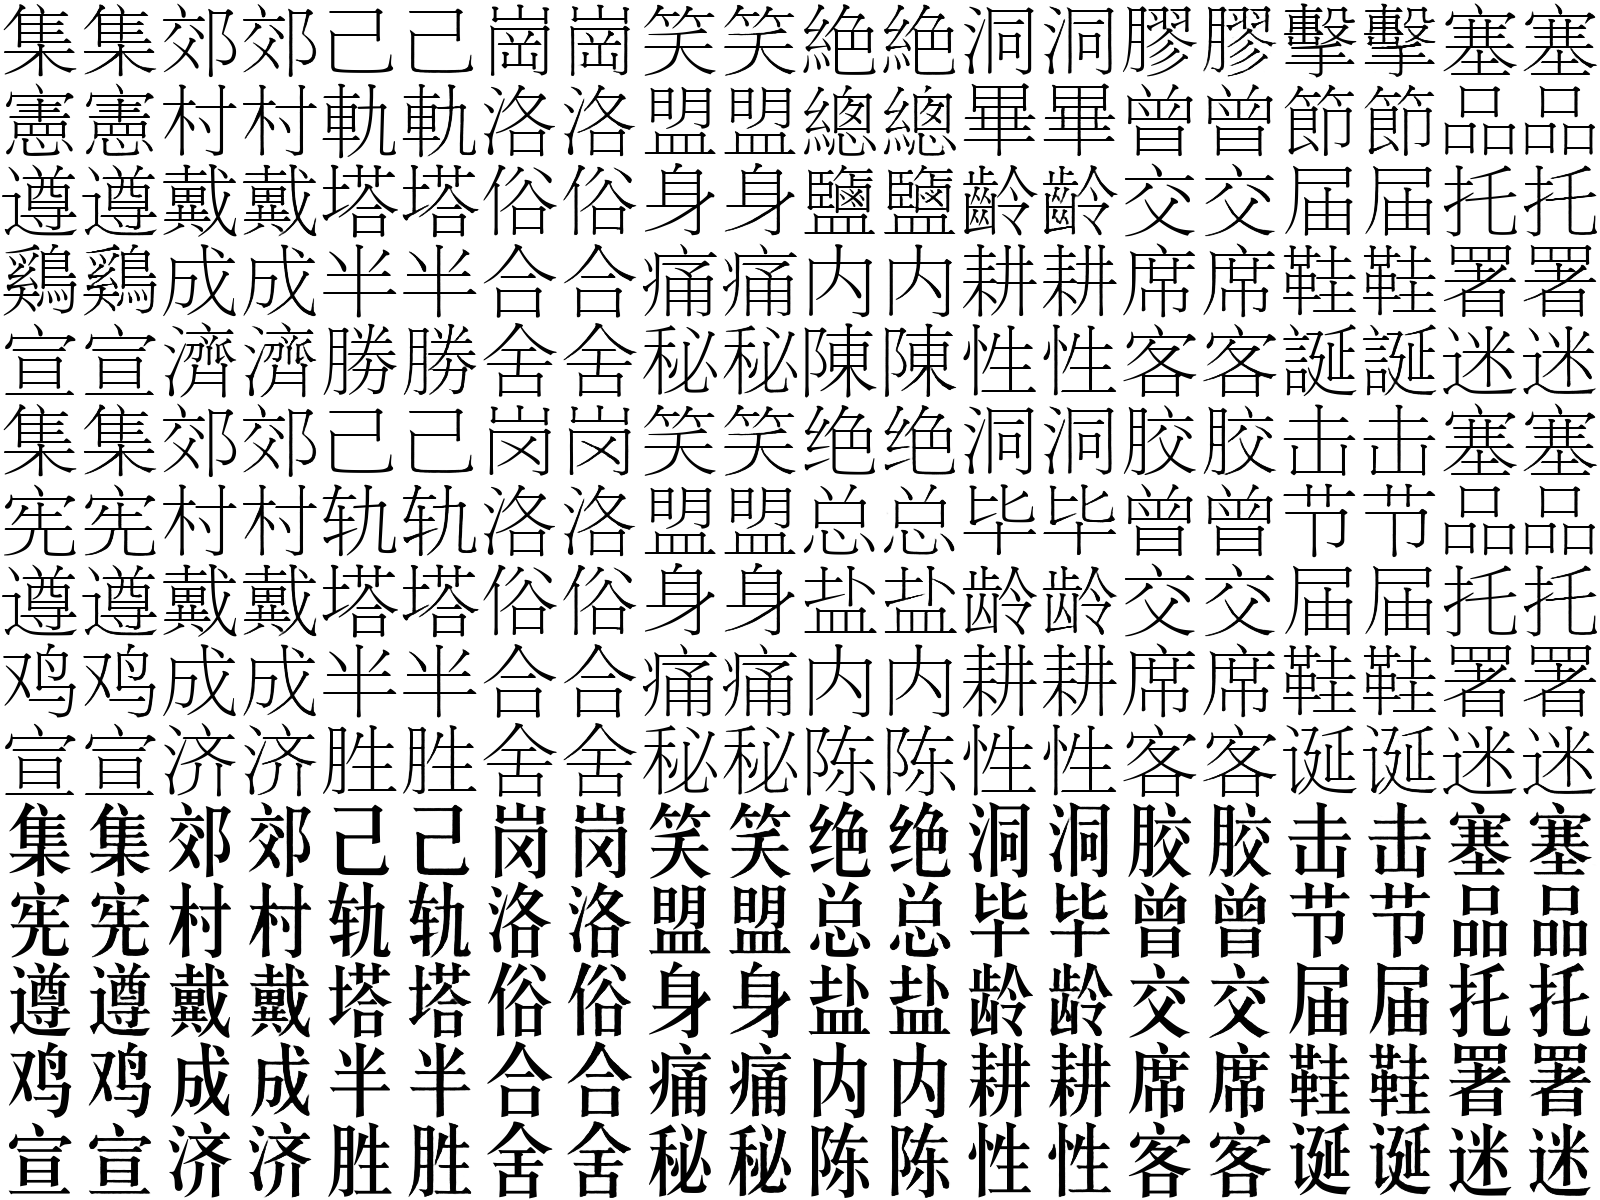 集集郊郊己己崗崗笑笑絕絕洞洞膠膠擊擊塞塞
憲憲村村軌軌洛洛盟盟總總畢畢曾曾節節品品
遵遵戴戴塔塔俗俗身身鹽鹽齡齡交交届届托托
鷄鷄成成半半合合痛痛内内耕耕席席鞋鞋署署
宣宣濟濟勝勝舍舍秘秘陳陳性性客客誕誕迷迷
集集郊郊己己岗岗笑笑绝绝洞洞胶胶击击塞塞
宪宪村村轨轨洛洛盟盟总总毕毕曾曾节节品品
遵遵戴戴塔塔俗俗身身盐盐龄龄交交届届托托
鸡鸡成成半半合合痛痛内内耕耕席席鞋鞋署署
宣宣济济胜胜舍舍秘秘陈陈性性客客诞诞迷迷
集集郊郊己己岗岗笑笑绝绝洞洞胶胶击击塞塞
宪宪村村轨轨洛洛盟盟总总毕毕曾曾节节品品
遵遵戴戴塔塔俗俗身身盐盐龄龄交交届届托托
鸡鸡成成半半合合痛痛内内耕耕席席鞋鞋署署
宣宣济济胜胜舍舍秘秘陈陈性性客客诞诞迷迷